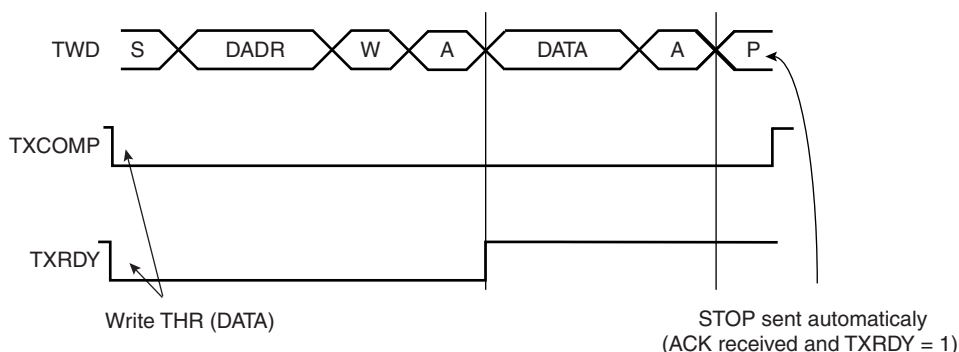 TWD S DADR W A DATA A P
TXCOMP
TXRDY
Write THR (DATA)
STOP sent automaticaly
(ACK received and TXRDY = 1)